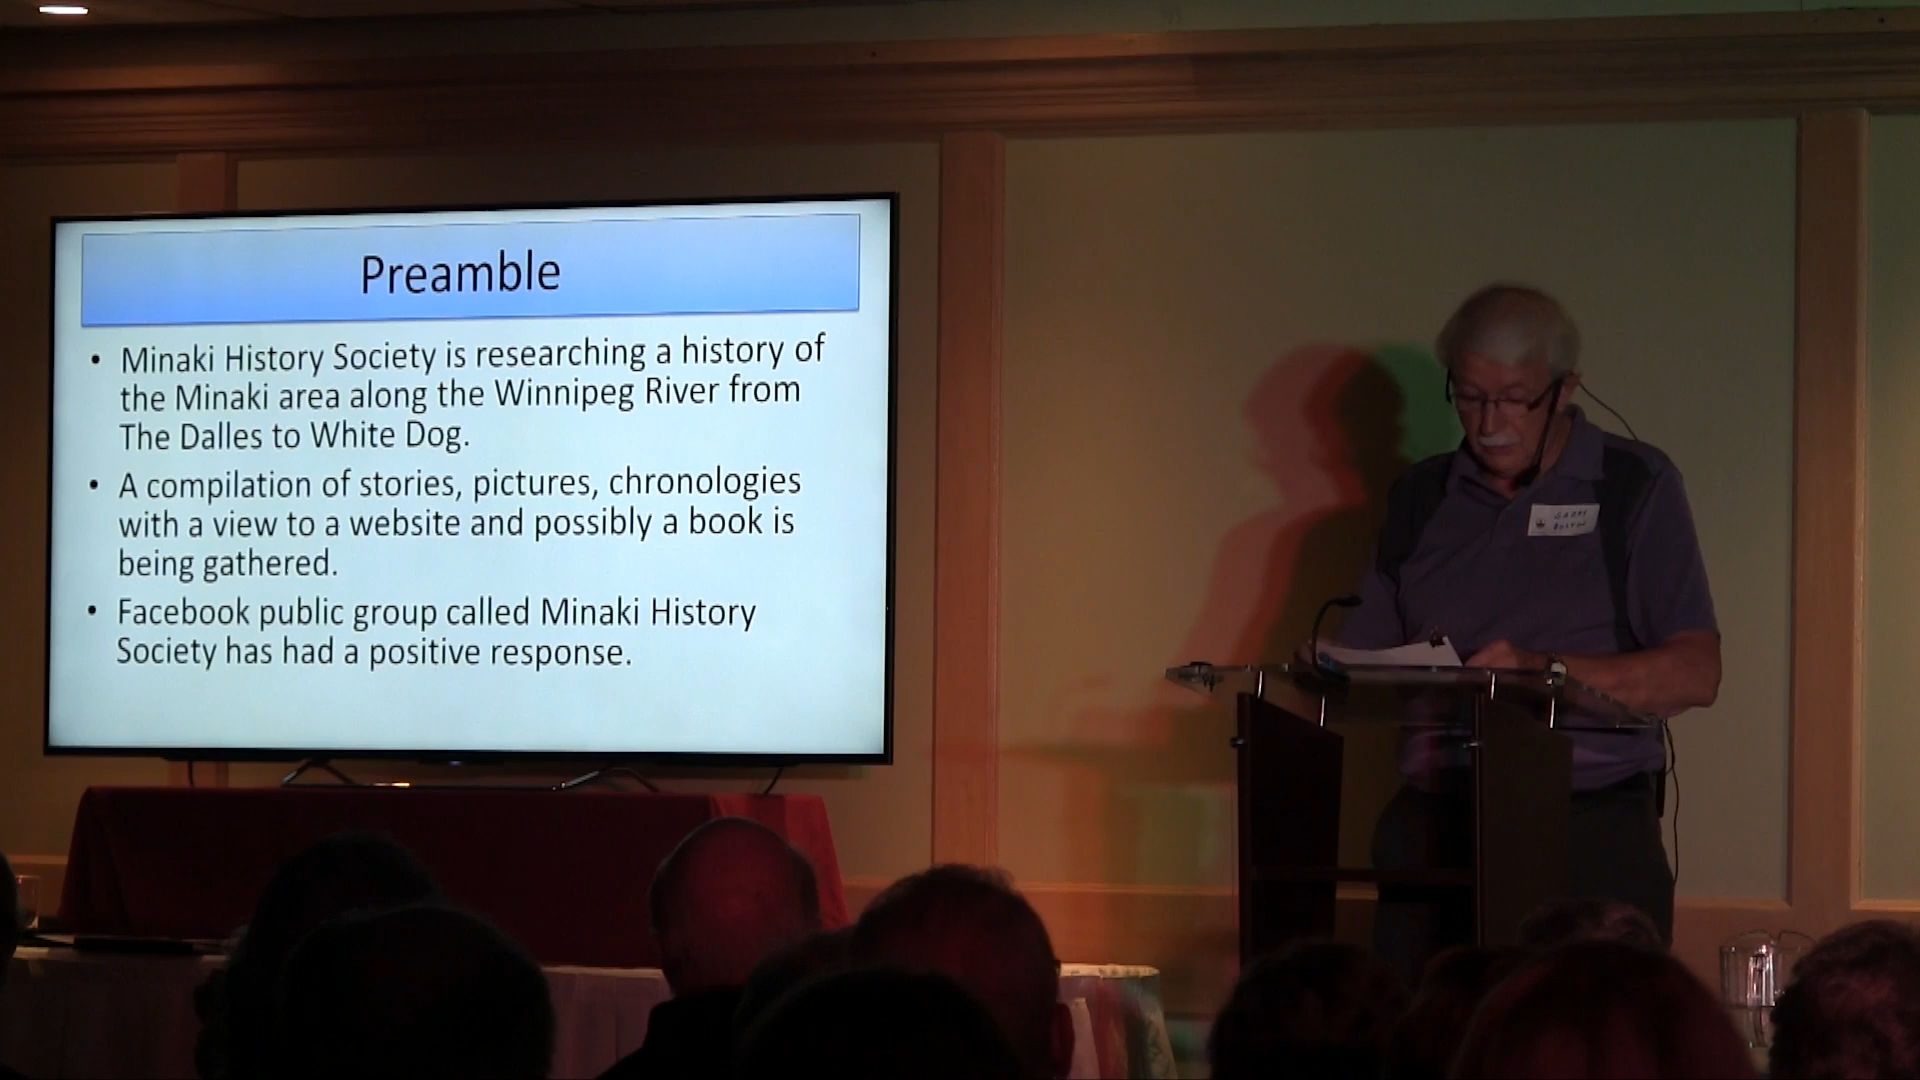 Preamble
• Minaki History Society is researching a history of
the Minaki area along the Winnipeg River from
The Dalles to White Dog.
• A compilation of stories, pictures, chronologies
with a view to a website and possibly a book is
being gathered.
• Facebook public group called Minaki History
Society has had a positive response.